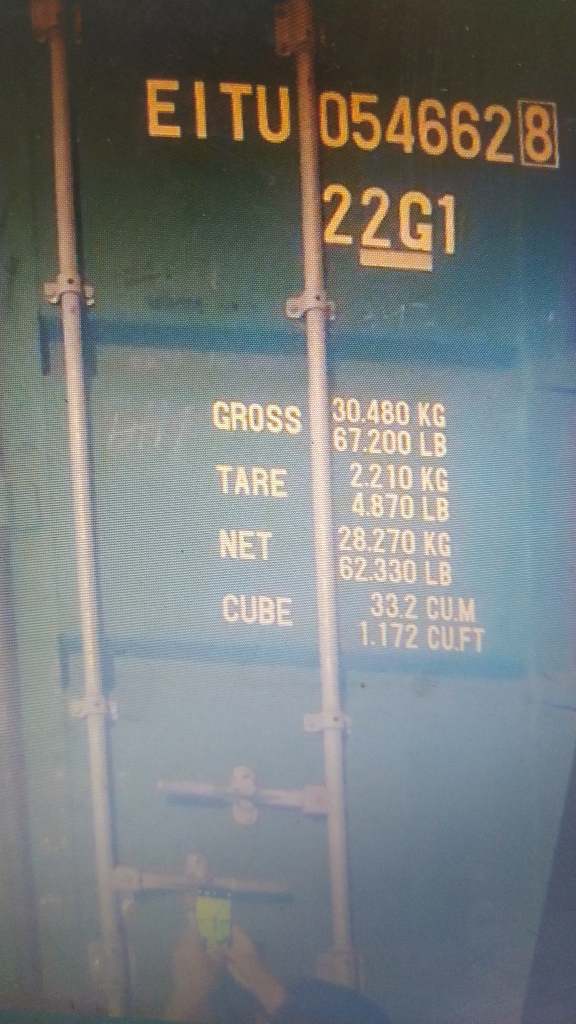 EITU 054662 8
22G1
GROSS 30.480 KG
67.200 LB
TARE 2.210 KG
4.870 LB
NET 28.270 KG
62.330 LB
CUBE 33.2 CU.M
1.172 CU.FT